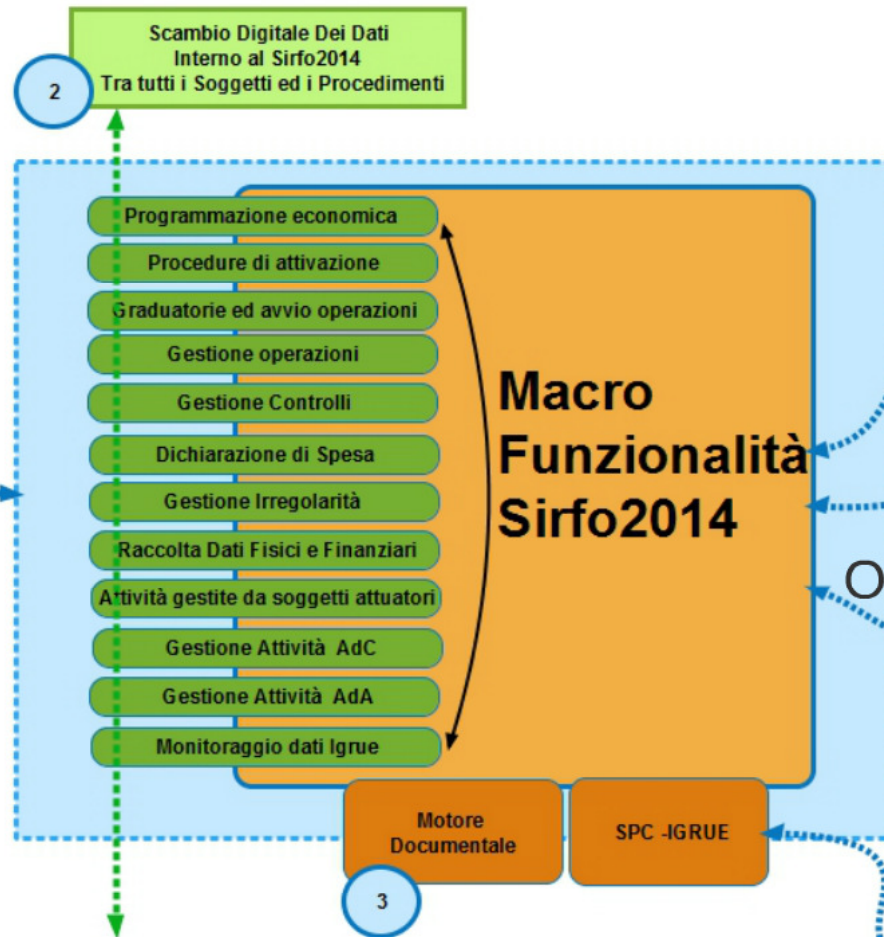 Scambio Digitale Dei Dati
Interno al Sirfo2014
Tra tutti i Soggetti ed i Procedimenti
2
Programmazione economica
Procedure di attivazione
Graduatorie ed avvio operazioni
Gestione operazioni
Gestione Controlli
Dichiarazione di Spesa
Gestione Irregolarità
Raccolta Dati Fisici e Finanziari
Attività gestite da soggetti attuatori
Gestione Attività AdC
Gestione Attività AdA
Monitoraggio dati Igrue
Macro
Funzionalità
Sirfo2014
O
Motore
Documentale
SPC -IGRUE
3